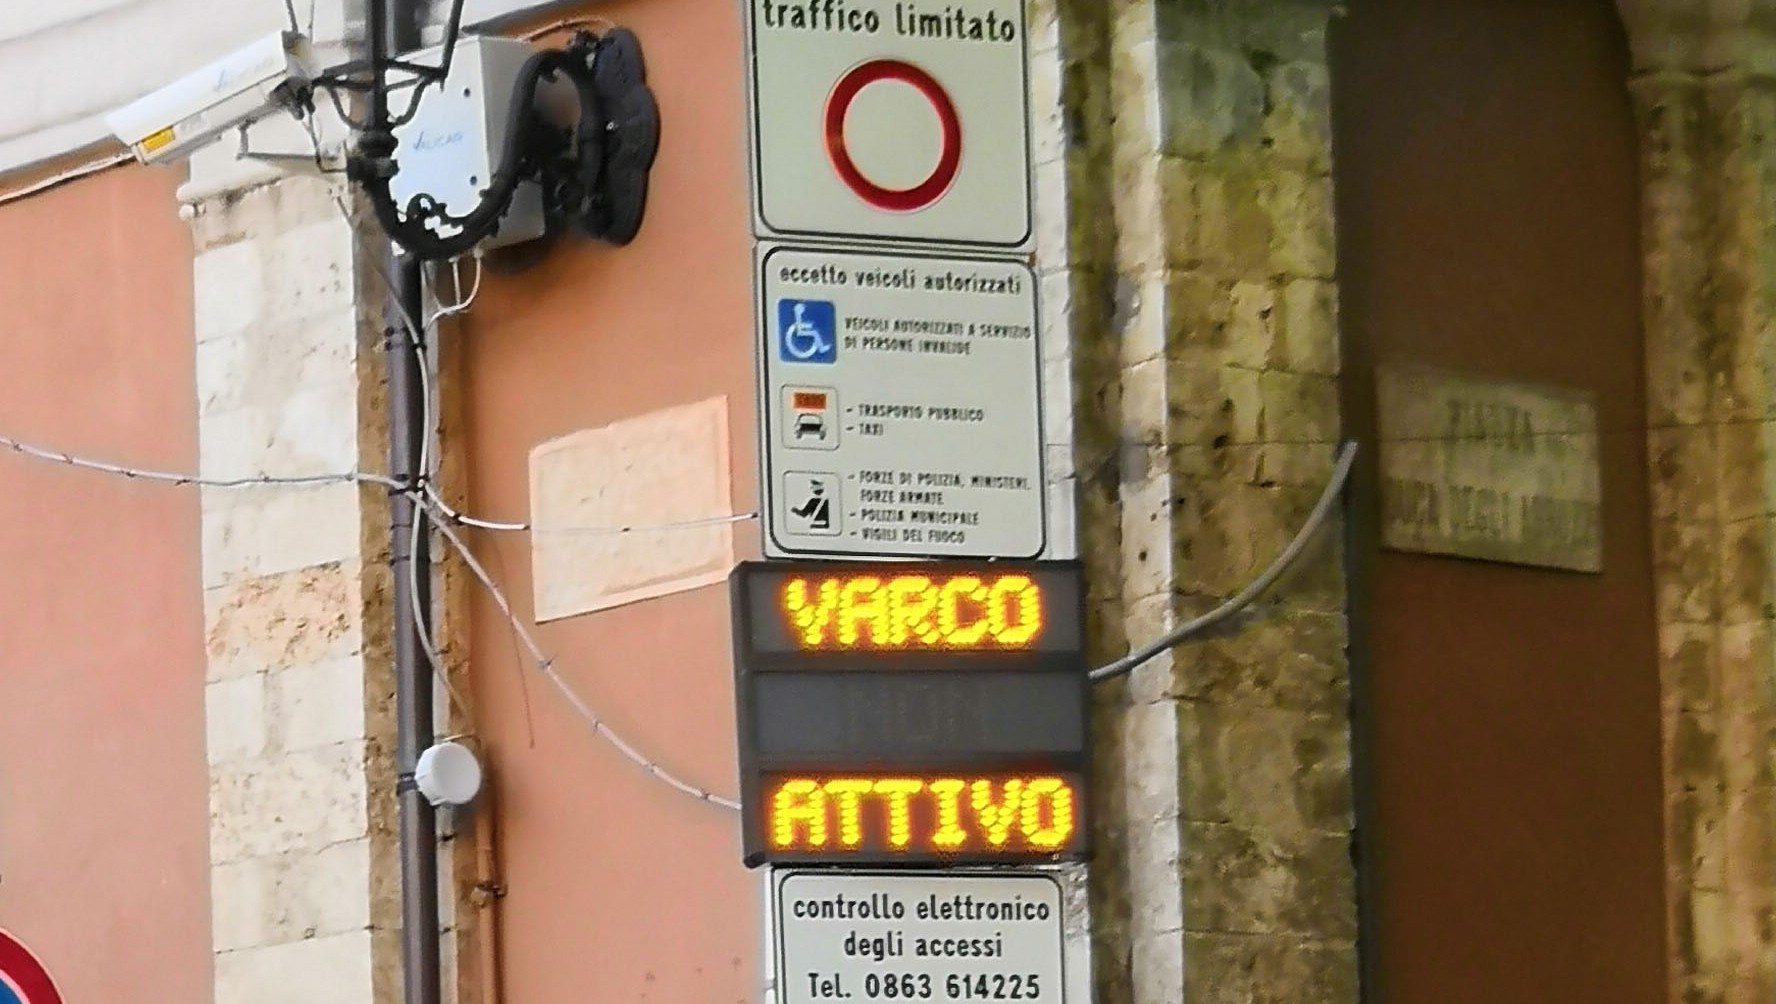 traffico limitato
eccetto veicoli autorizzati
VEICOLI AUTORIZZATI A SERVIZIO
DI PERSONE INVALIDE
- TRASPORTO PUBBLICO
- TAXI
- FORZE DI POLIZIA, MINISTERI,
FORZE ARMATE
- POLIZIA MUNICIPALE
- VIGILI DEL FUOCO
VARCO
NON
ATTIVO
controllo elettronico
degli accessi
Tel. 0863 614225